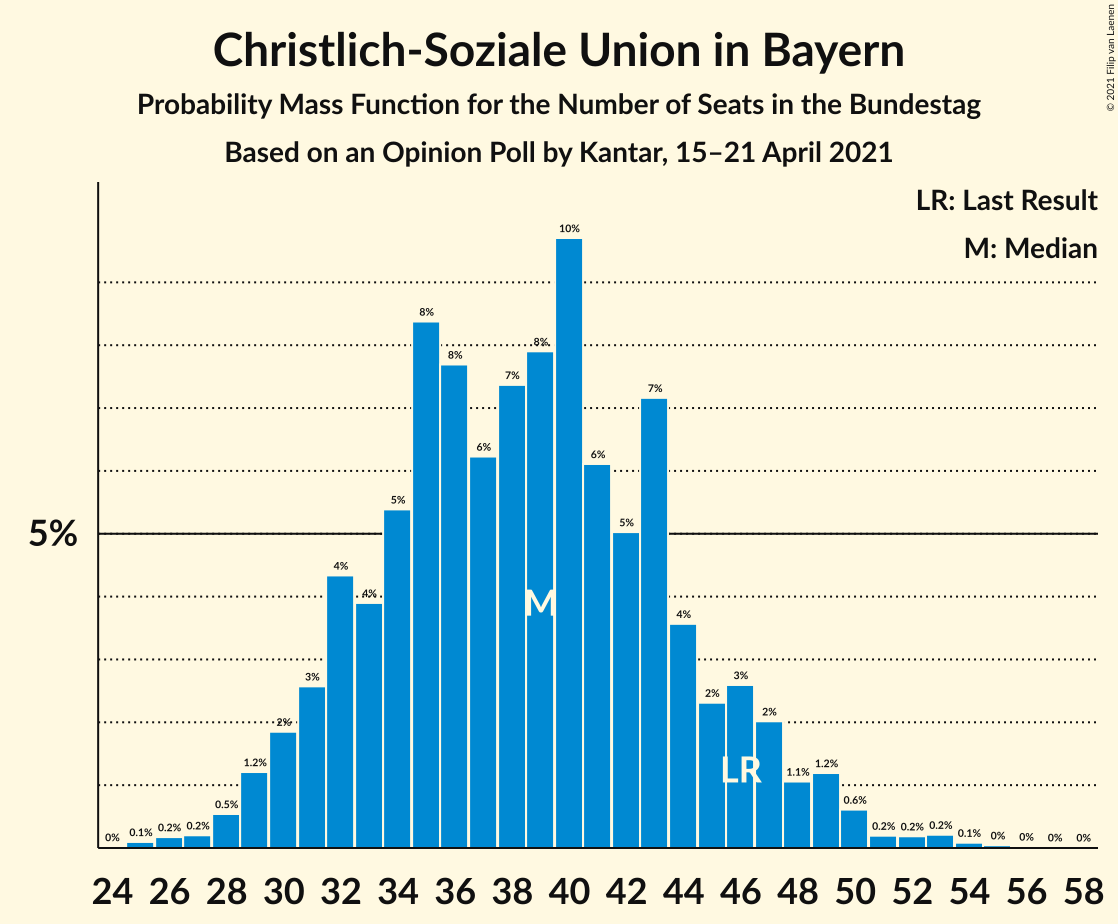 Christlich-Soziale Union in Bayern
Probability Mass Function for the Number of Seats in the Bundestag
Based on an Opinion Poll by Kantar, 15–21 April 2021
© 2021 Filip van Laenen
LR: Last Result
M: Median
5%
0% 0.1% 0.2% 0.2% 0.5% 1.2% 2% 3% 4% 4% 5% 8% 8% 6% 7% 8% 10% 6% 5% 7% 4% 2% 3% 2% 1.1% 1.2% 0.6% 0.2% 0.2% 0.2% 0.1% 0% 0% 0% 0%
M
LR
24 26 28 30 32 34 36 38 40 42 44 46 48 50 52 54 56 58